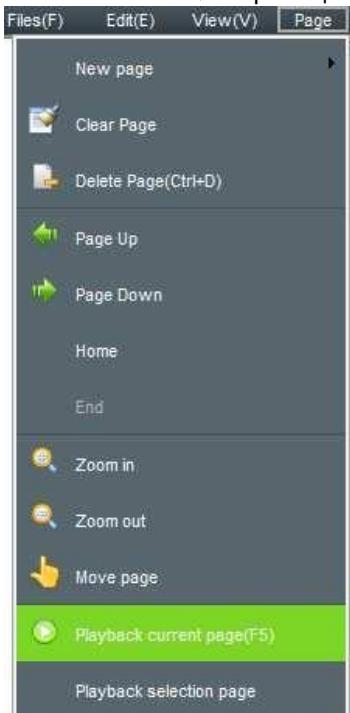 Files(F) Edit(E) View(V) Page
New page
Clear Page
Delete Page(Ctrl+D)
Page Up
Page Down
Home
End
Zoom in
Zoom out
Move page
Playback current page(F5)
Playback selection page